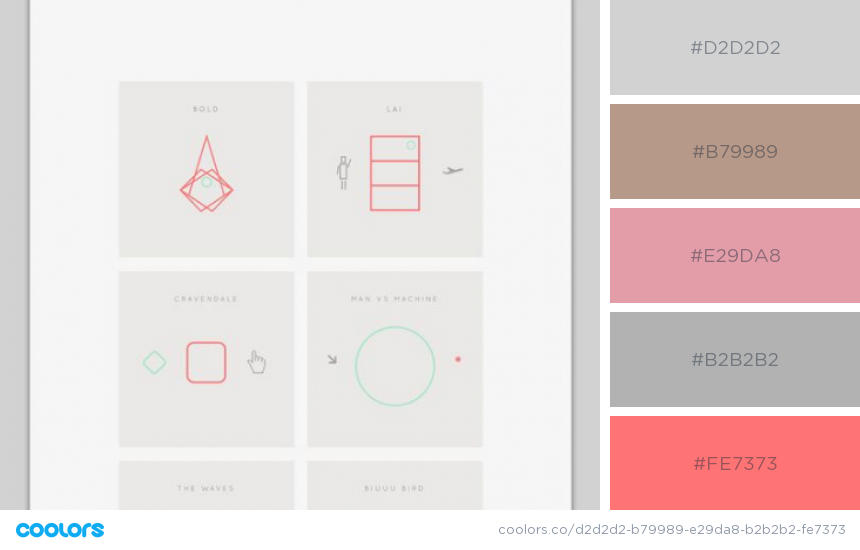 BOLD
LAI
CRAVENDALE
MAN VS MACHINE
THE WAVES
BIUUU BIRD
#D2D2D2
#B79989
#E29DA8
#B2B2B2
#FE7373
coolors
coolors.co/d2d2d2-b79989-e29da8-b2b2b2-fe7373